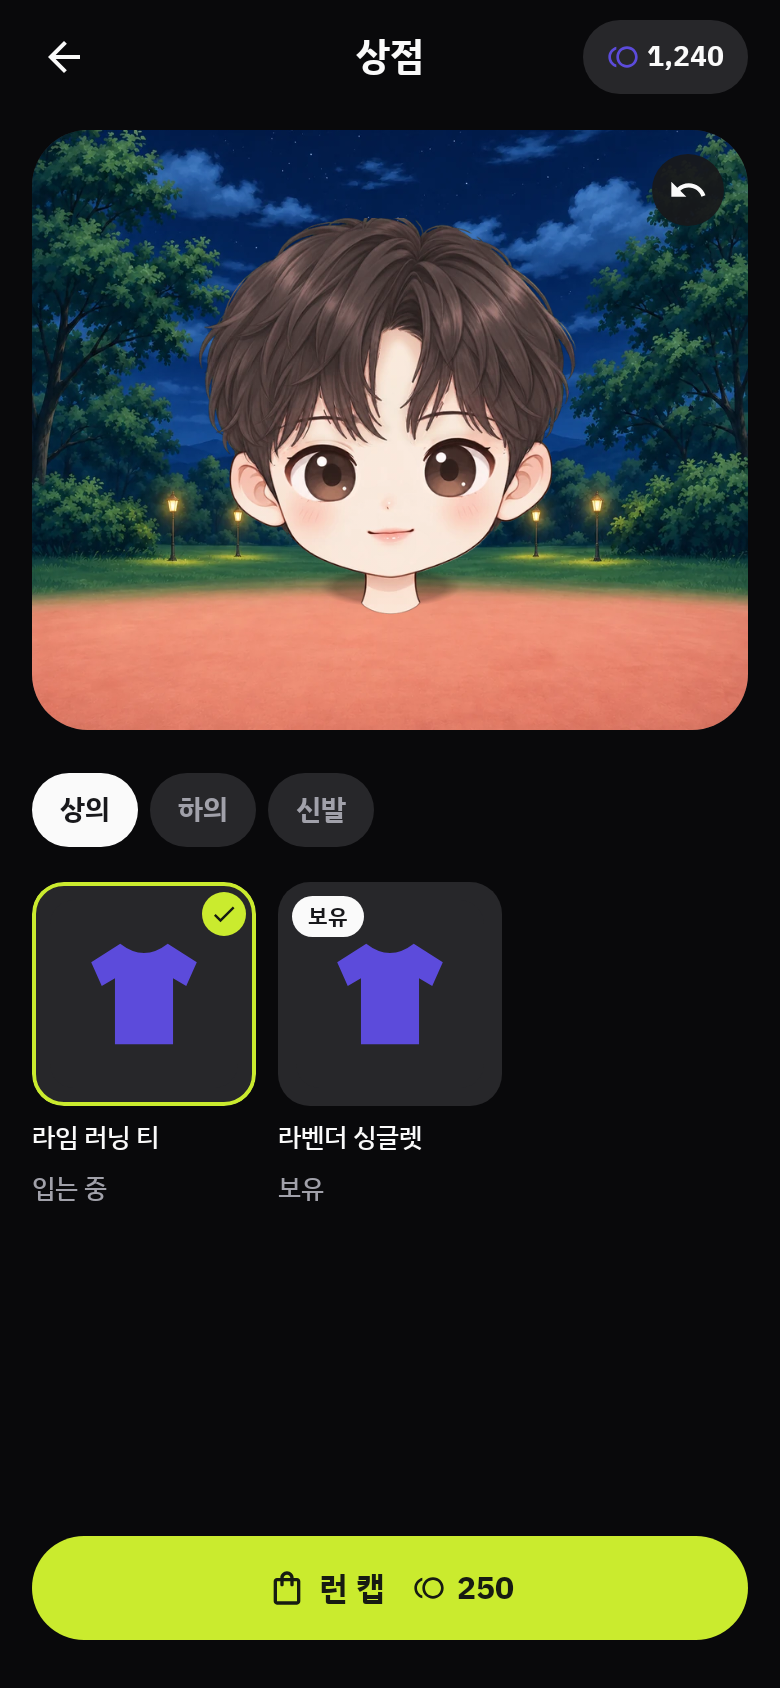 상점
1,240
상의 하의 신발
보유
라임 러닝 티 라벤더 싱글렛
입는 중 보유
런 캡 250